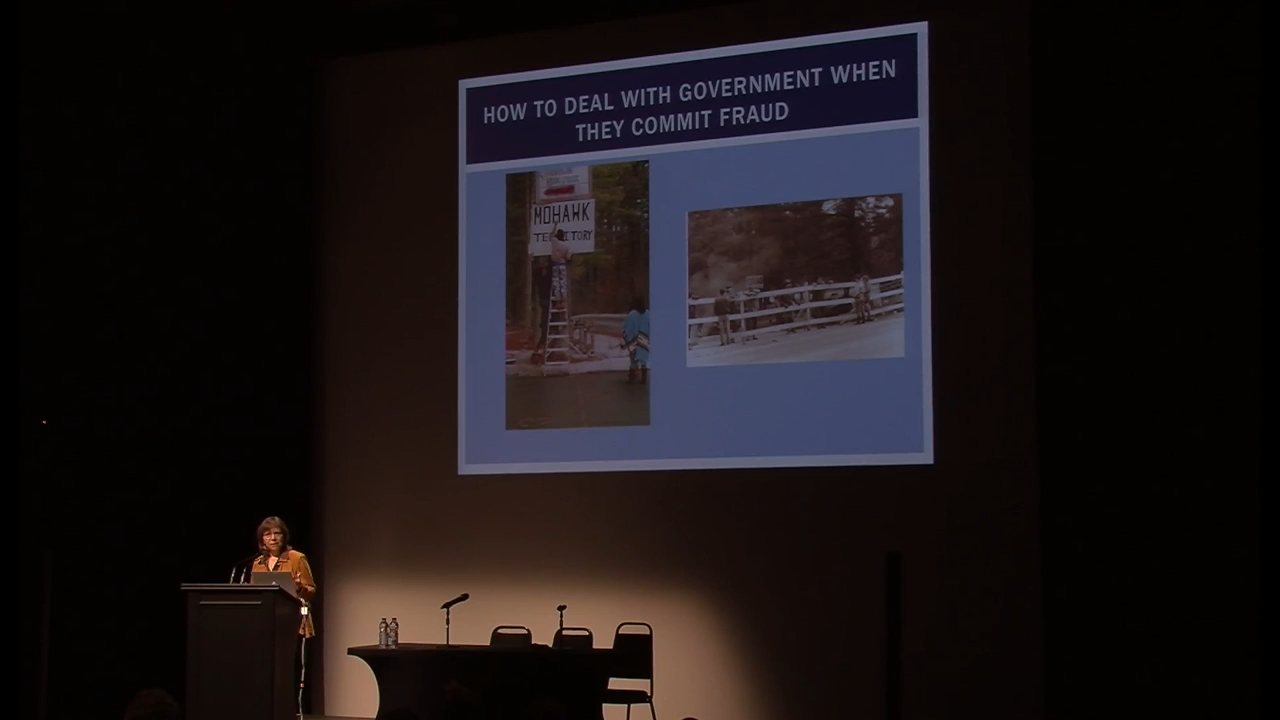 HOW TO DEAL WITH GOVERNMENT WHEN
THEY COMMIT FRAUD
MOHAWK
TERRITORY